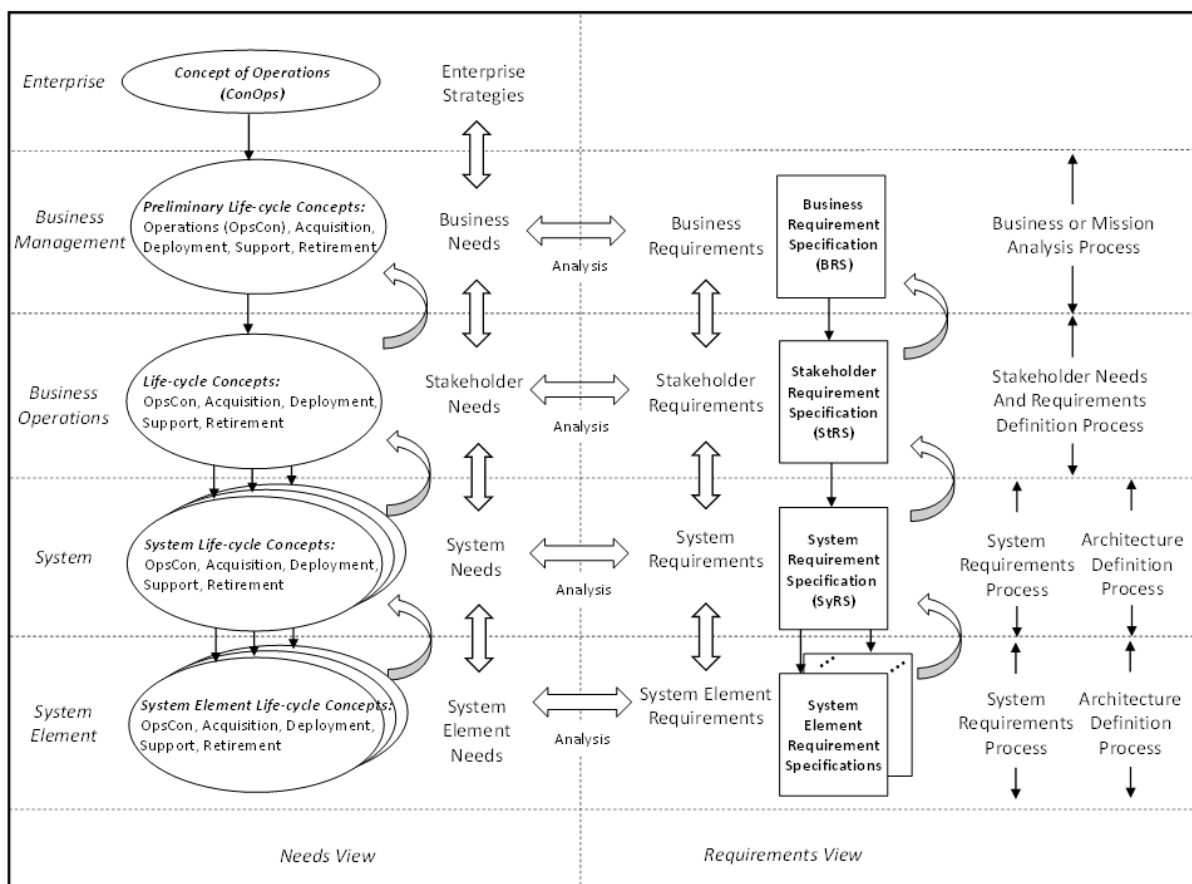 Enterprise
Concept of Operations
(ConOps)
Enterprise
Strategies
Business
Management
Preliminary Life-cycle Concepts:
Operations (OpsCon), Acquisition,
Deployment, Support, Retirement
Business
Needs
Analysis
Business
Requirements
Business
Requirement
Specification
(BRS)
Business or Mission
Analysis Process
Business
Operations
Life-cycle Concepts:
OpsCon, Acquisition, Deployment,
Support, Retirement
Stakeholder
Needs
Analysis
Stakeholder
Requirements
Stakeholder
Requirement
Specification
(StRS)
Stakeholder Needs
And Requirements
Definition Process
System
System Life-cycle Concepts:
OpsCon, Acquisition, Deployment,
Support, Retirement
System
Needs
Analysis
System
Requirements
System
Requirement
Specification
(SyRS)
System
Requirements
Process
Architecture
Definition
Process
System
Element
System Element Life-cycle Concepts:
OpsCon, Acquisition, Deployment,
Support, Retirement
System
Element
Needs
Analysis
System Element
Requirements
System
Element
Requirement
Specifications
System
Requirements
Process
Architecture
Definition
Process
Needs View
Requirements View